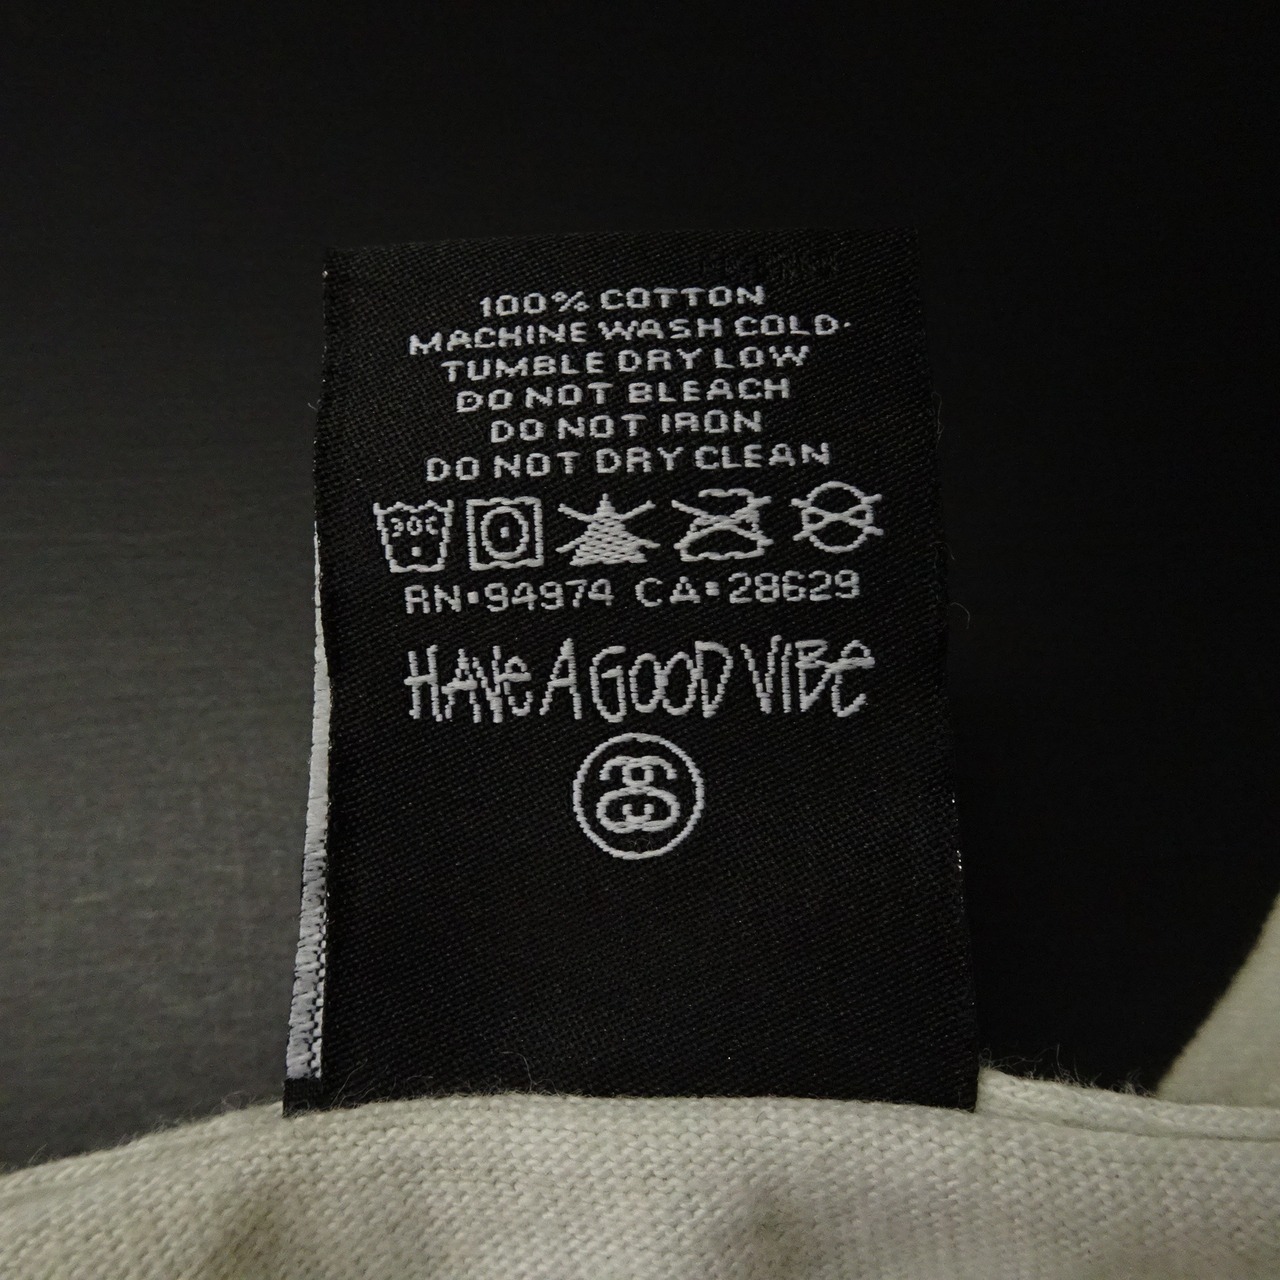 100% COTTON
MACHINE WASH COLD·
TUMBLE DRY LOW
DO NOT BLEACH
DO NOT IRON
DO NOT DRY CLEAN
30C
RN·94974 CA·28629
HAVE A GOOD VIBE